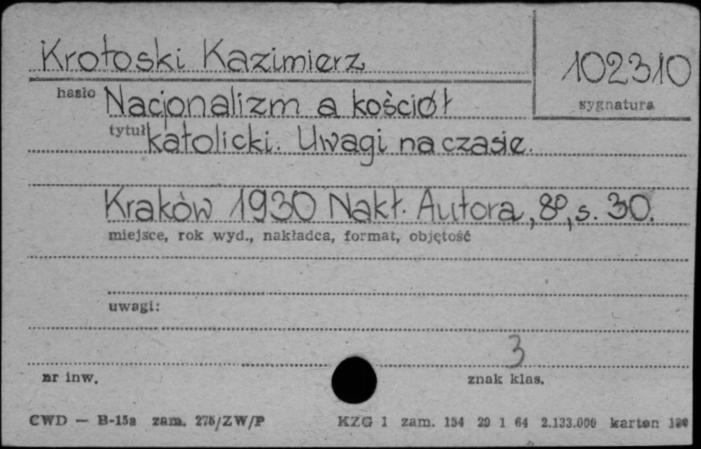 Krotoski Kazimierz
102310
hasło
sygnatura
Nacjonalizm a kościół
tytuł katolicki. Uwagi na czasie.
Kraków 1930 Nakł. Autora, 8º, s. 30.
miejsce, rok wyd., nakładca, format, objętość
uwagi:
3
nr inw.
znak klas.
CWD — B-15a zam. 275/ZW/P
KZG 1 zam. 154 29 1 64 2.133.000 karton